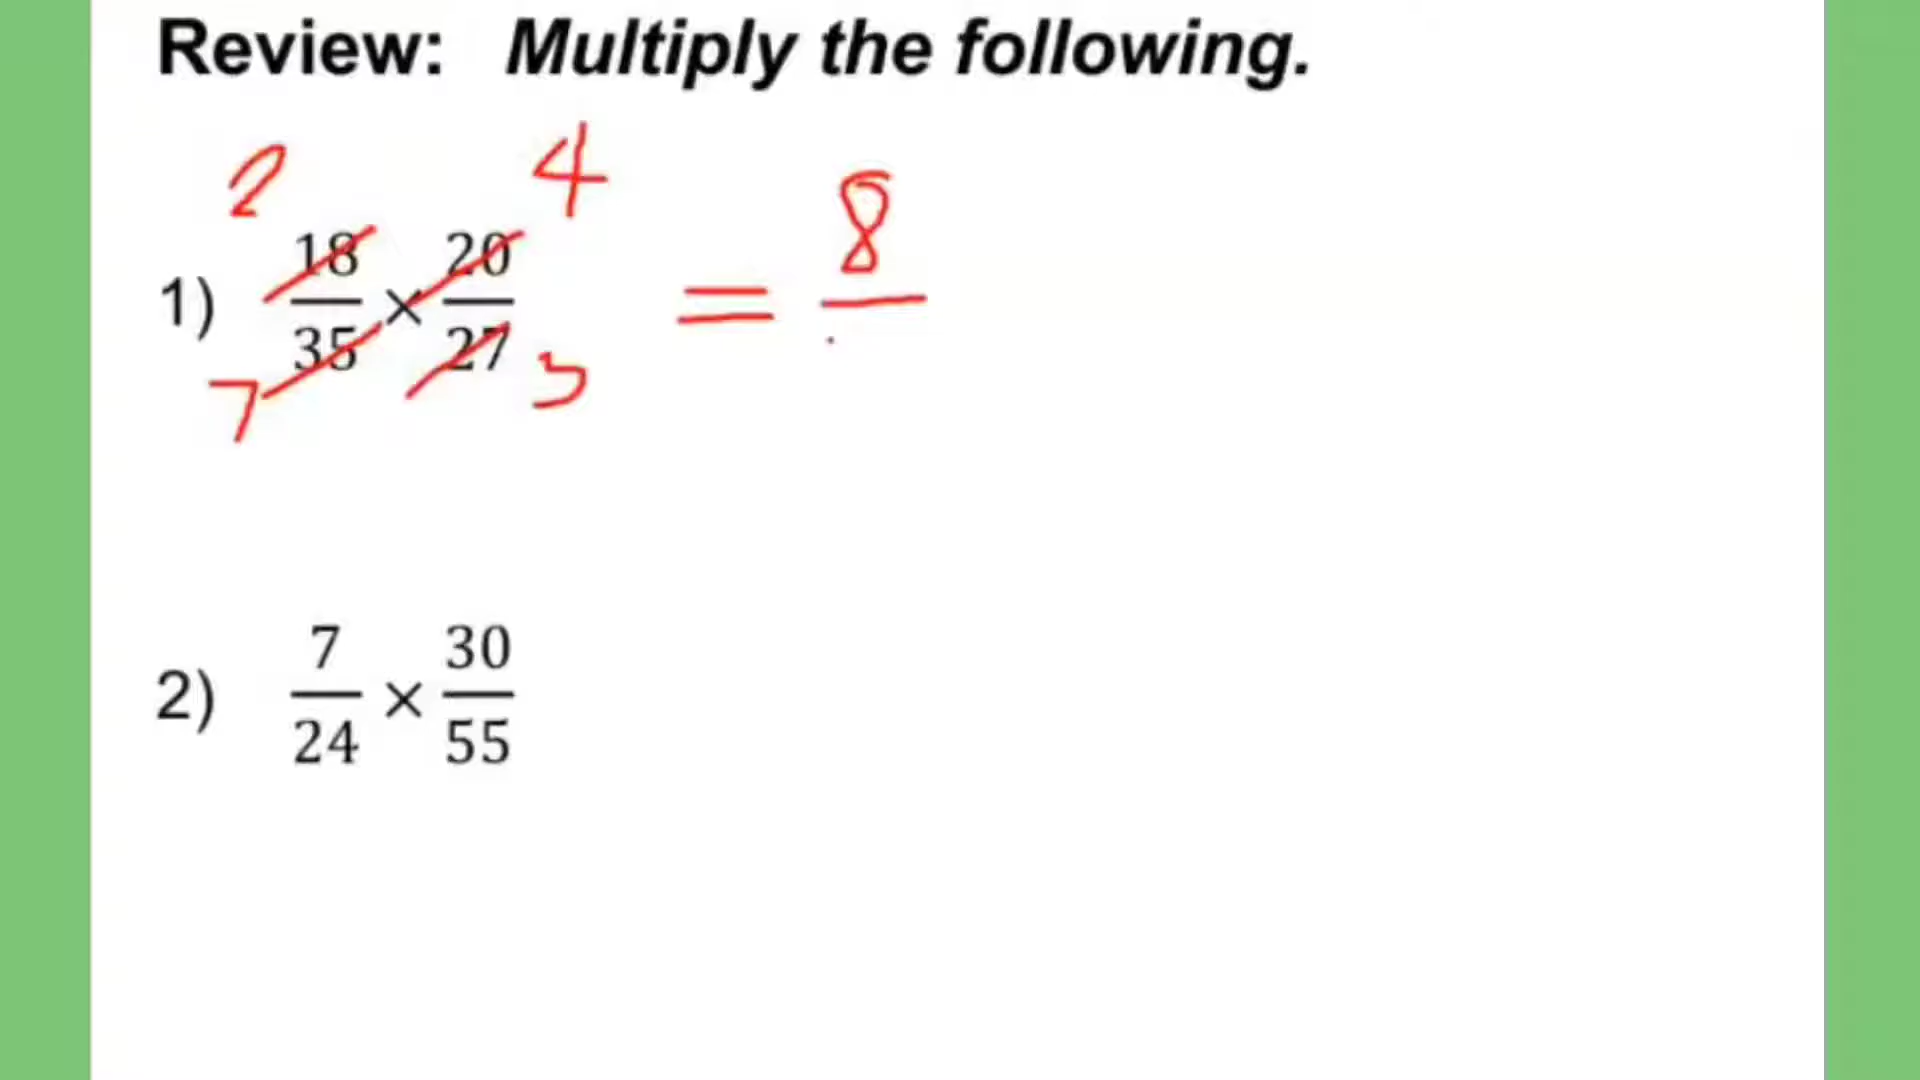 Review: Multiply the following.
2 4
1) 18/35 × 20/27 = 8/
7 3
2) 7/24 × 30/55